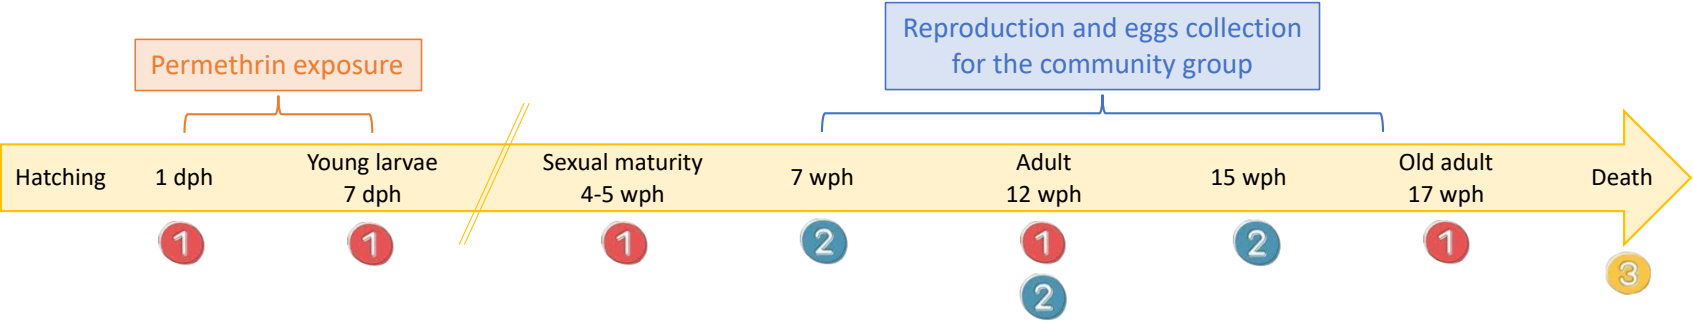 Reproduction and eggs collection
for the community group
Permethrin exposure
Hatching
1 dph
Young larvae
7 dph
Sexual maturity
4-5 wph
7 wph
Adult
12 wph
15 wph
Old adult
17 wph
Death
1
1
1
2
1
2
2
1
3